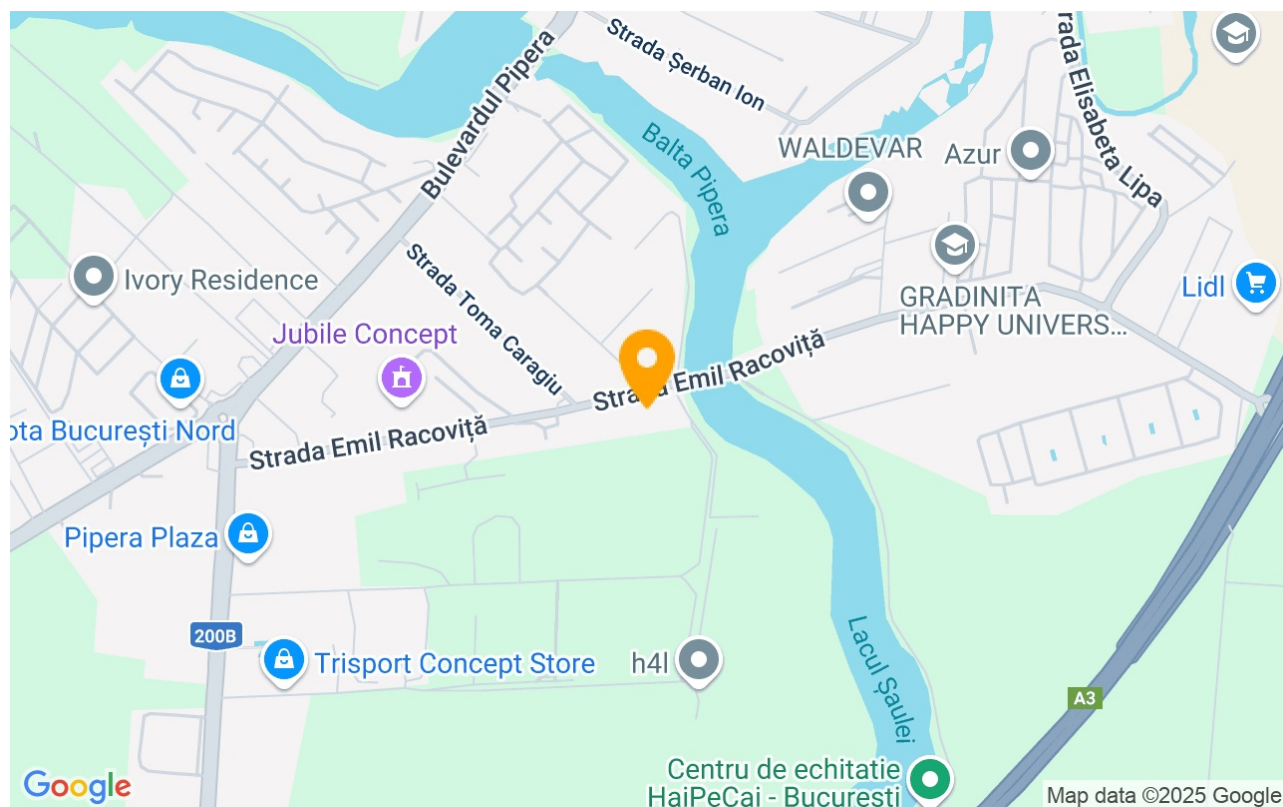 Strada Șerban Ion
rada Elisabeta Lipa
Bulevardul Pipera
Balta Pipera
WALDEVAR
Azur
Ivory Residence
Strada Toma Caragiu
GRADINITA
HAPPY UNIVERS...
Lidl
Jubile Concept
Strada Emil Racoviță
ota București Nord
Strada Emil Racoviță
Pipera Plaza
200B
Trisport Concept Store
h4l
Lacul Șaulei
A3
Centru de echitatie
HaiPeCai - Bucuresti
Google
Map data ©2025 Google